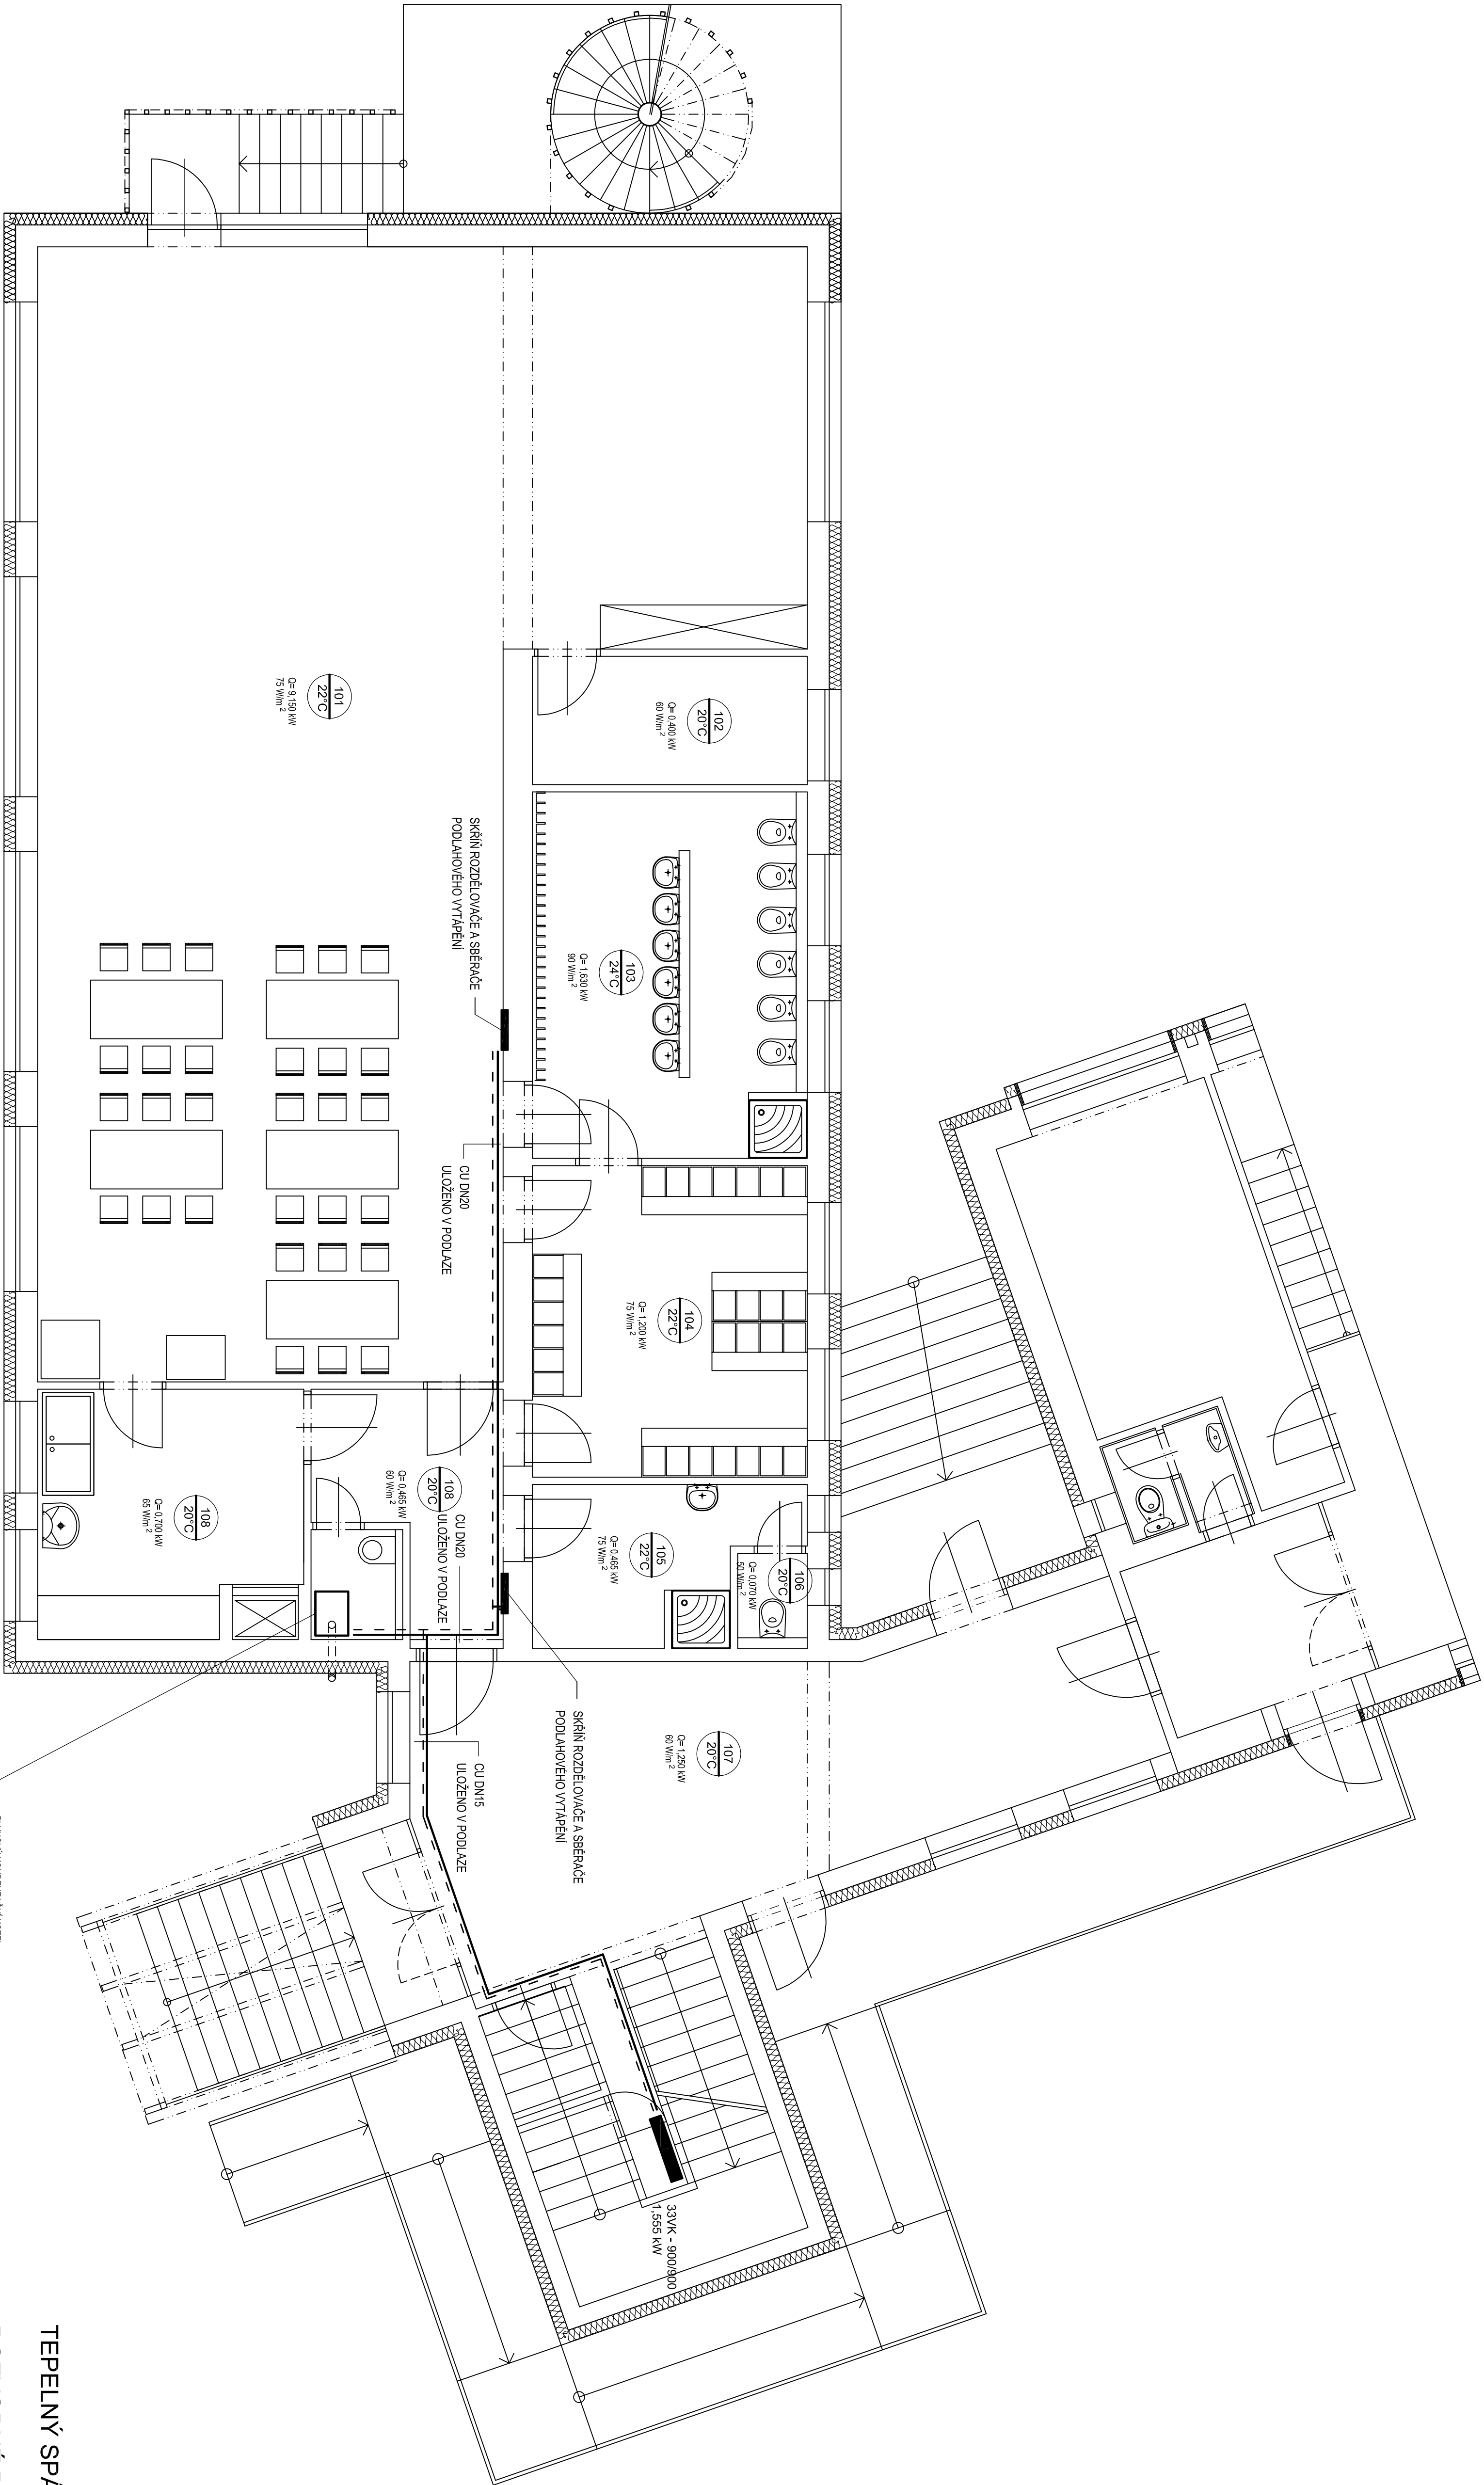 101
22°C
Q= 9,150 kW
75 W/m²
102
20°C
Q= 0,400 kW
60 W/m²
SKŘÍŇ ROZDĚLOVAČE A SBĚRAČE
PODLAHOVÉHO VYTÁPĚNÍ
103
24°C
Q= 1,630 kW
90 W/m²
CU DN20
ULOŽENO V PODLAZE
104
22°C
Q= 1,200 kW
75 W/m²
108
20°C
Q= 0,465 kW
60 W/m²
CU DN20
ULOŽENO V PODLAZE
108
20°C
Q= 0,700 kW
65 W/m²
105
22°C
Q= 0,465 kW
75 W/m²
106
20°C
Q= 0,070 kW
50 W/m²
107
20°C
Q= 1,250 kW
60 W/m²
SKŘÍŇ ROZDĚLOVAČE A SBĚRAČE
PODLAHOVÉHO VYTÁPĚNÍ
CU DN15
ULOŽENO V PODLAZE
33VK - 900/900
1,555 kW
TEPELNÝ SPÁ